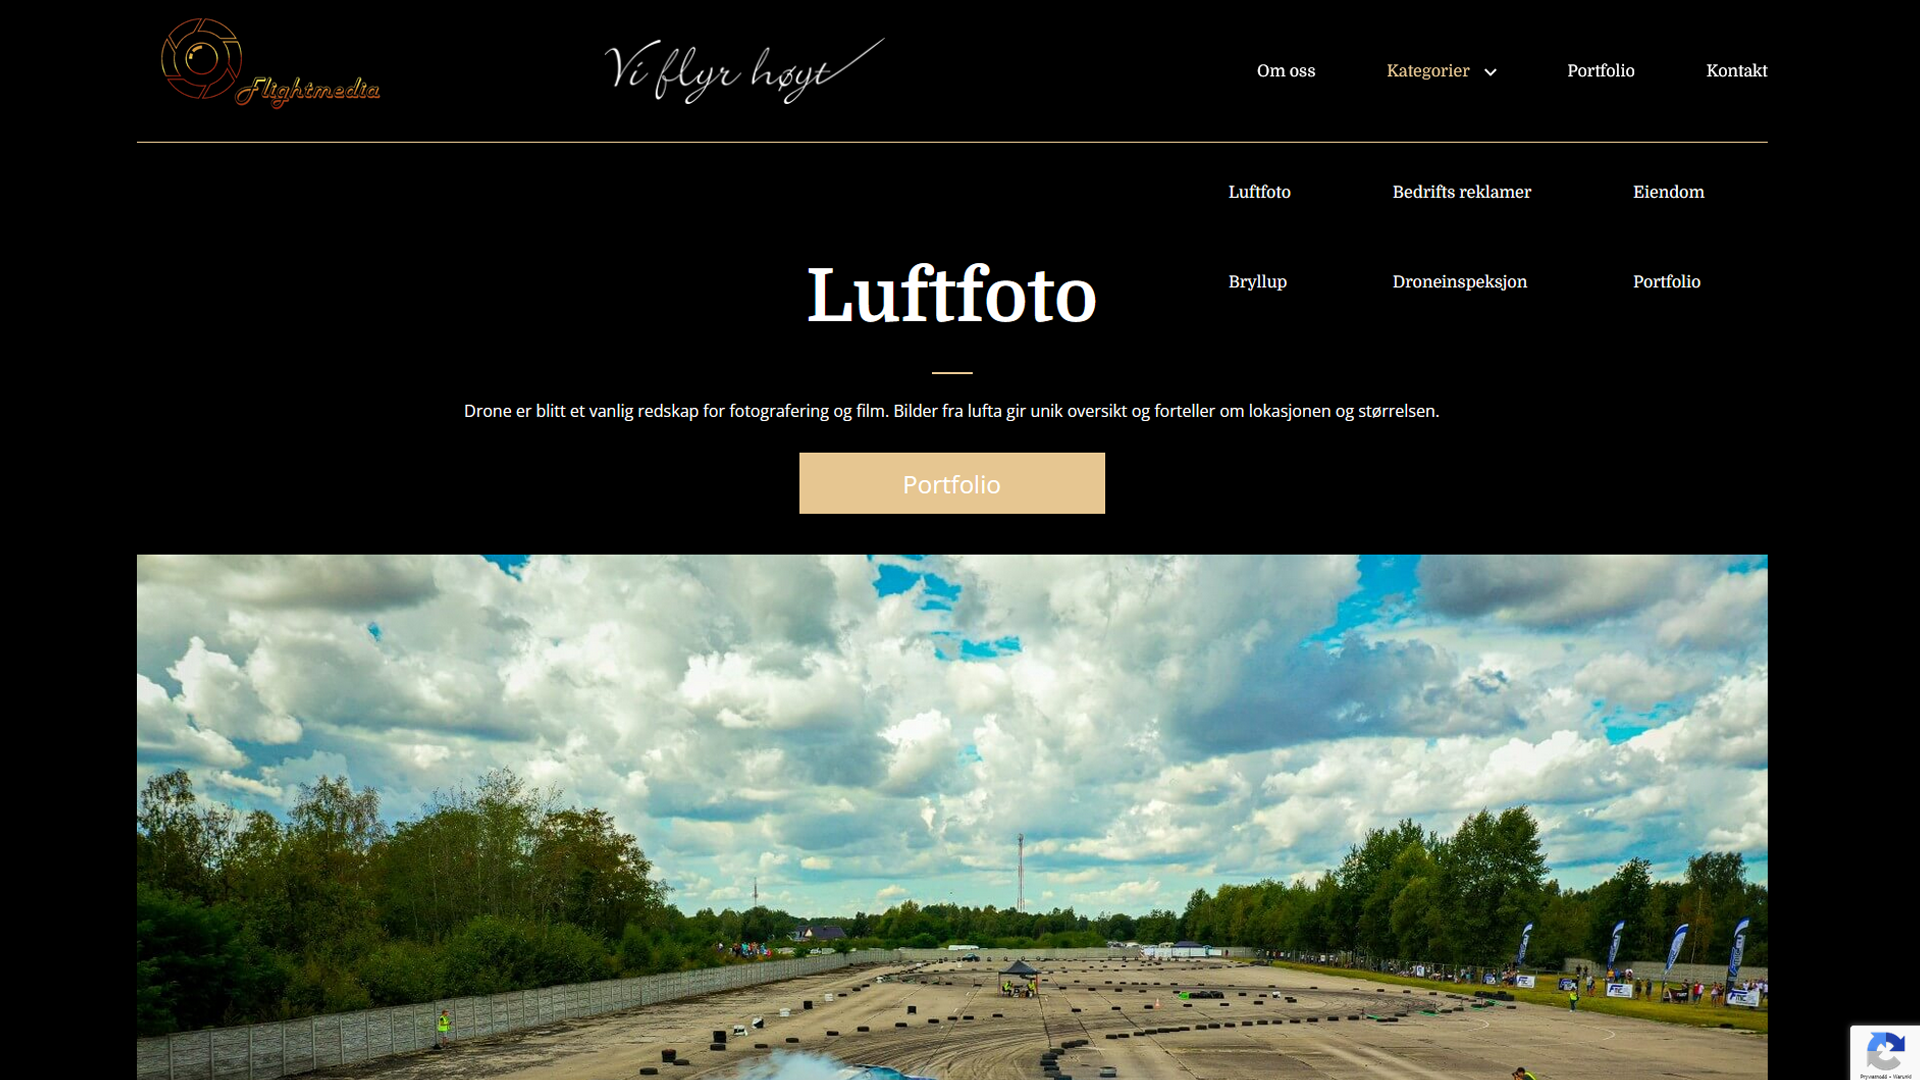 Flightmedia
Vi flyr høyt
Om oss
Kategorier
Portfolio
Kontakt
Luftfoto
Bedrifts reklamer
Eiendom
Bryllup
Droneinspeksjon
Portfolio
Luftfoto
Drone er blitt et vanlig redskap for fotografering og film. Bilder fra lufta gir unik oversikt og forteller om lokasjonen og størrelsen.
Portfolio
Prywatność - Warunki